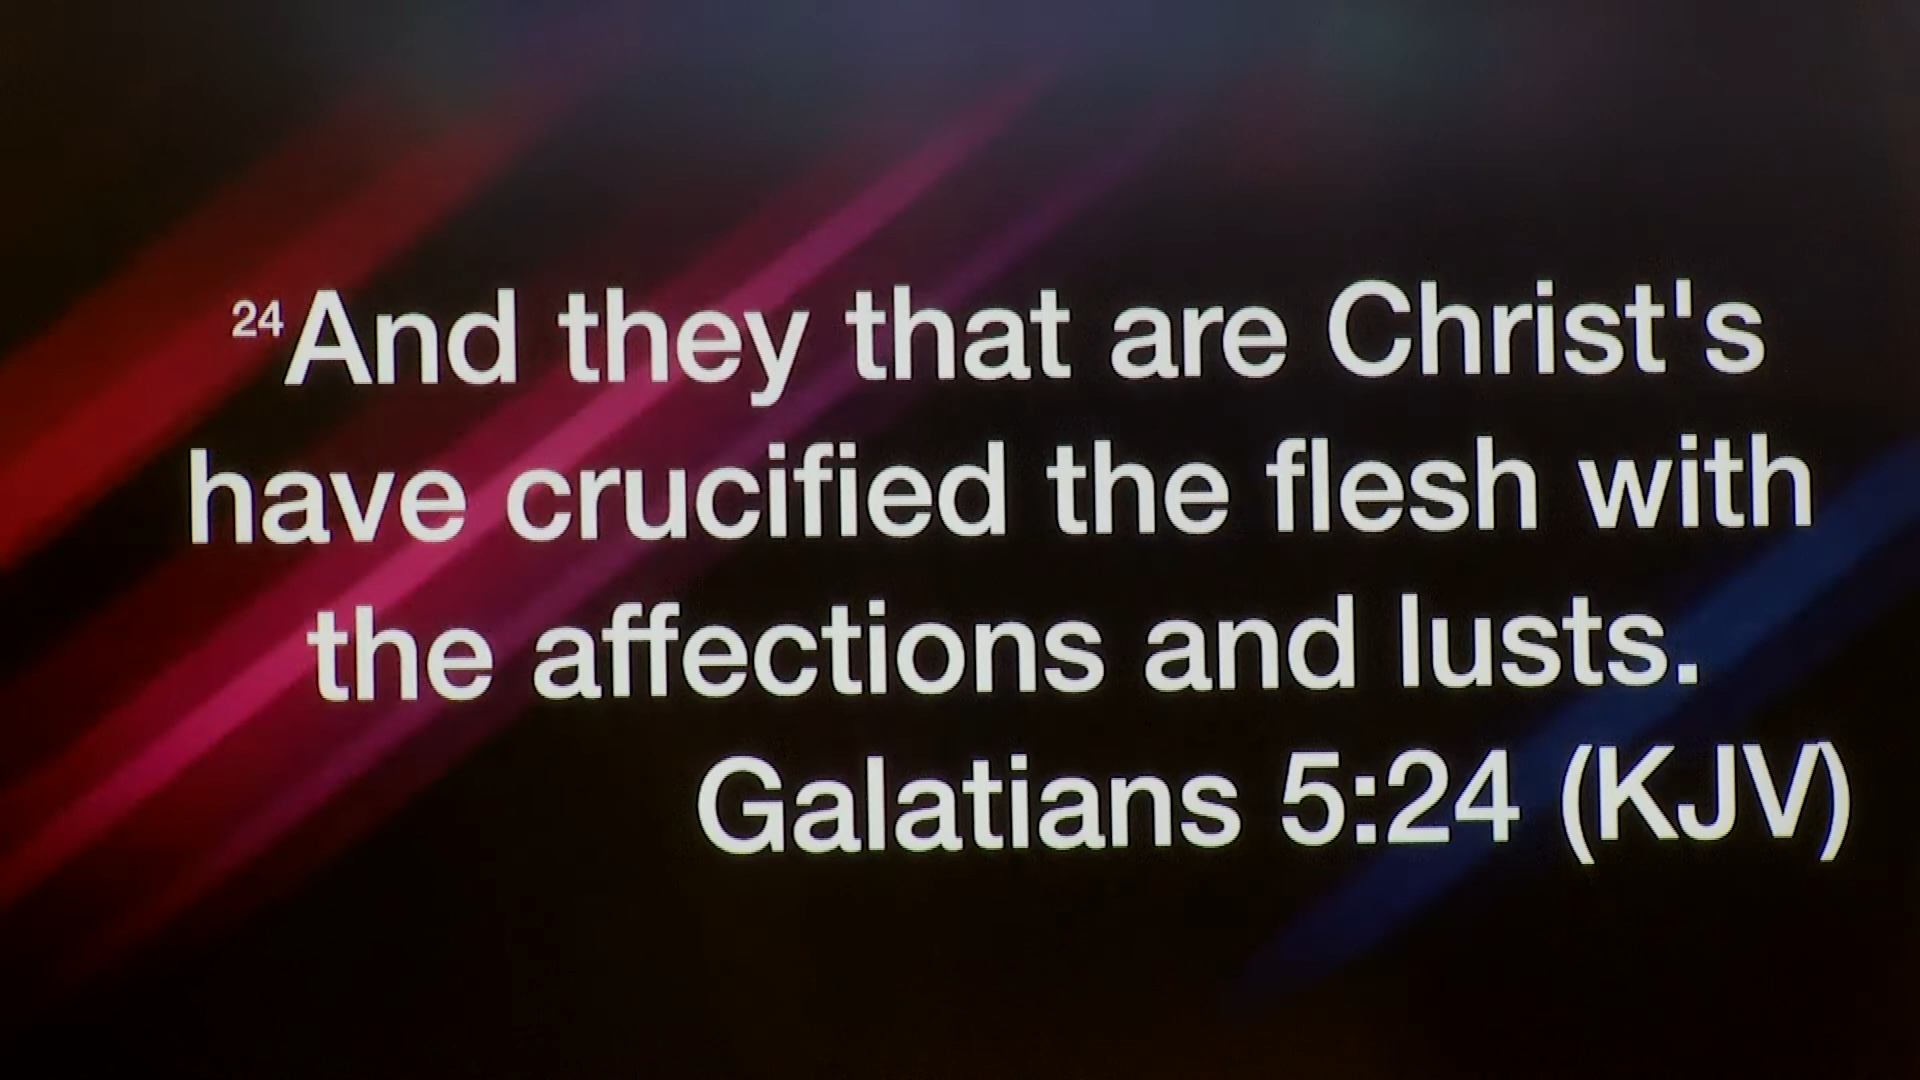 24And they that are Christ's
have crucified the flesh with
the affections and lusts.
Galatians 5:24 (KJV)